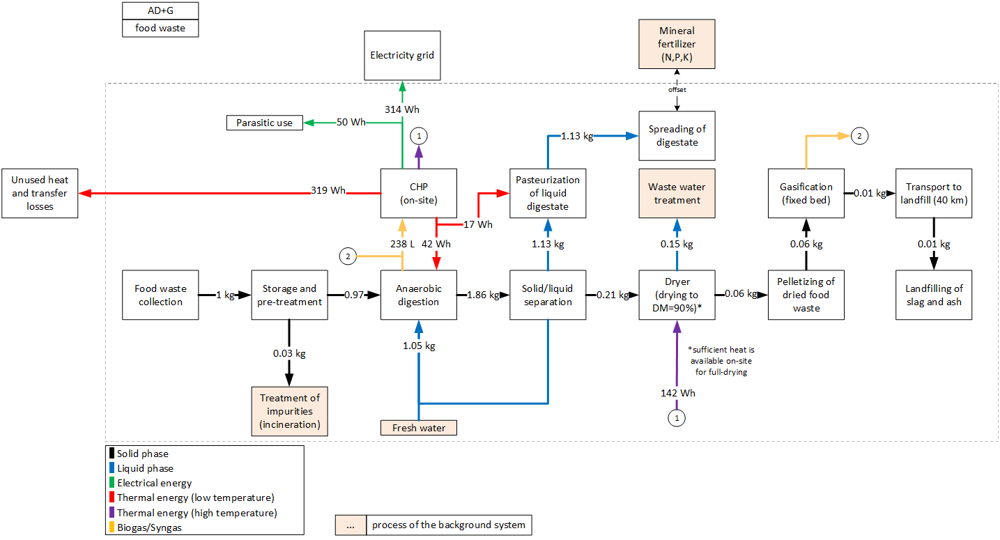 AD+G
food waste
Electricity grid
Mineral
fertilizer
(N,P,K)
offset
314 Wh
Parasitic use
50 Wh
1
1.13 kg
Spreading of
digestate
2
Unused heat
and transfer
losses
319 Wh
CHP
(on-site)
Pasteurization
of liquid
digestate
Waste water
treatment
Gasification
(fixed bed)
0.01 kg
Transport to
landfill (40 km)
17 Wh
238 L
42 Wh
1.13 kg
0.15 kg
0.06 kg
0.01 kg
2
Food waste
collection
1 kg
Storage and
pre-treatment
0.97
Anaerobic
digestion
1.86 kg
Solid/liquid
separation
0.21 kg
Dryer
(drying to
DM=90%)*
0.06 kg
Pelletizing of
dried food
waste
Landfilling of
slag and ash
0.03 kg
1.05 kg
*sufficient heat is
available on-site
for full-drying
142 Wh
1
Treatment of
impurities
(incineration)
Fresh water
Solid phase
Liquid phase
Electrical energy
Thermal energy (low temperature)
Thermal energy (high temperature)
Biogas/Syngas
... process of the background system